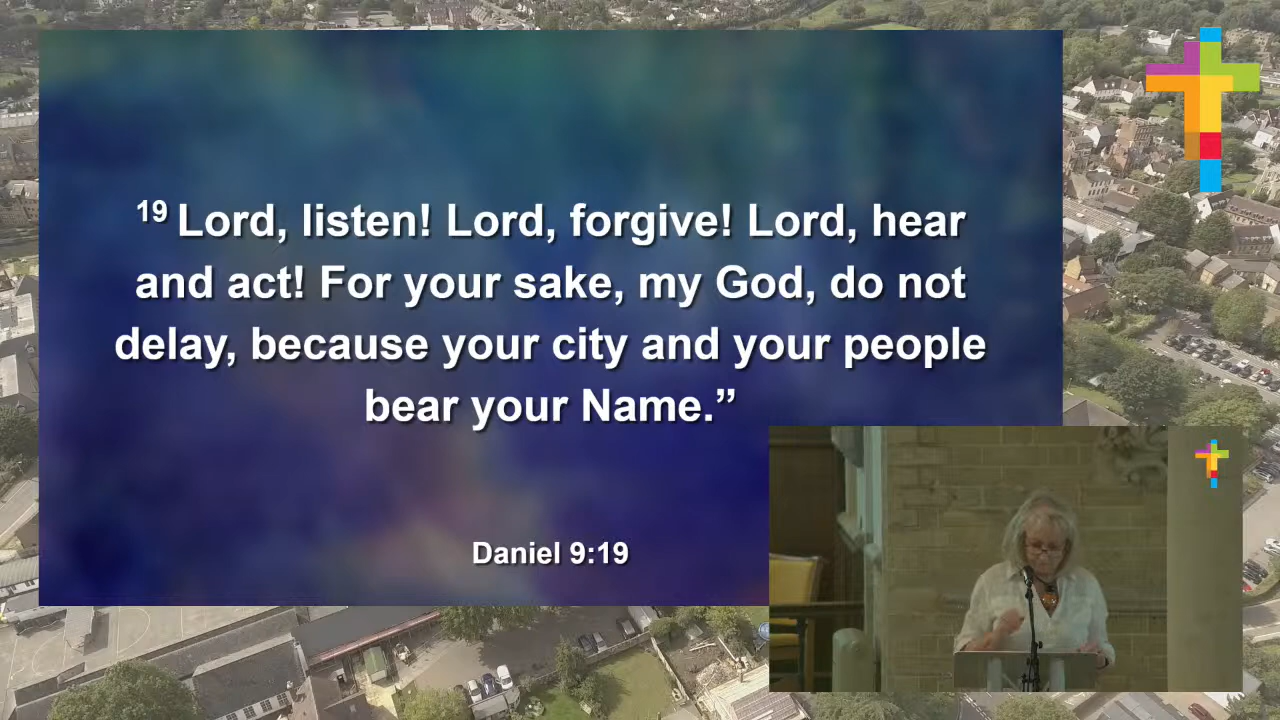 19 Lord, listen! Lord, forgive! Lord, hear
and act! For your sake, my God, do not
delay, because your city and your people
bear your Name.”
Daniel 9:19